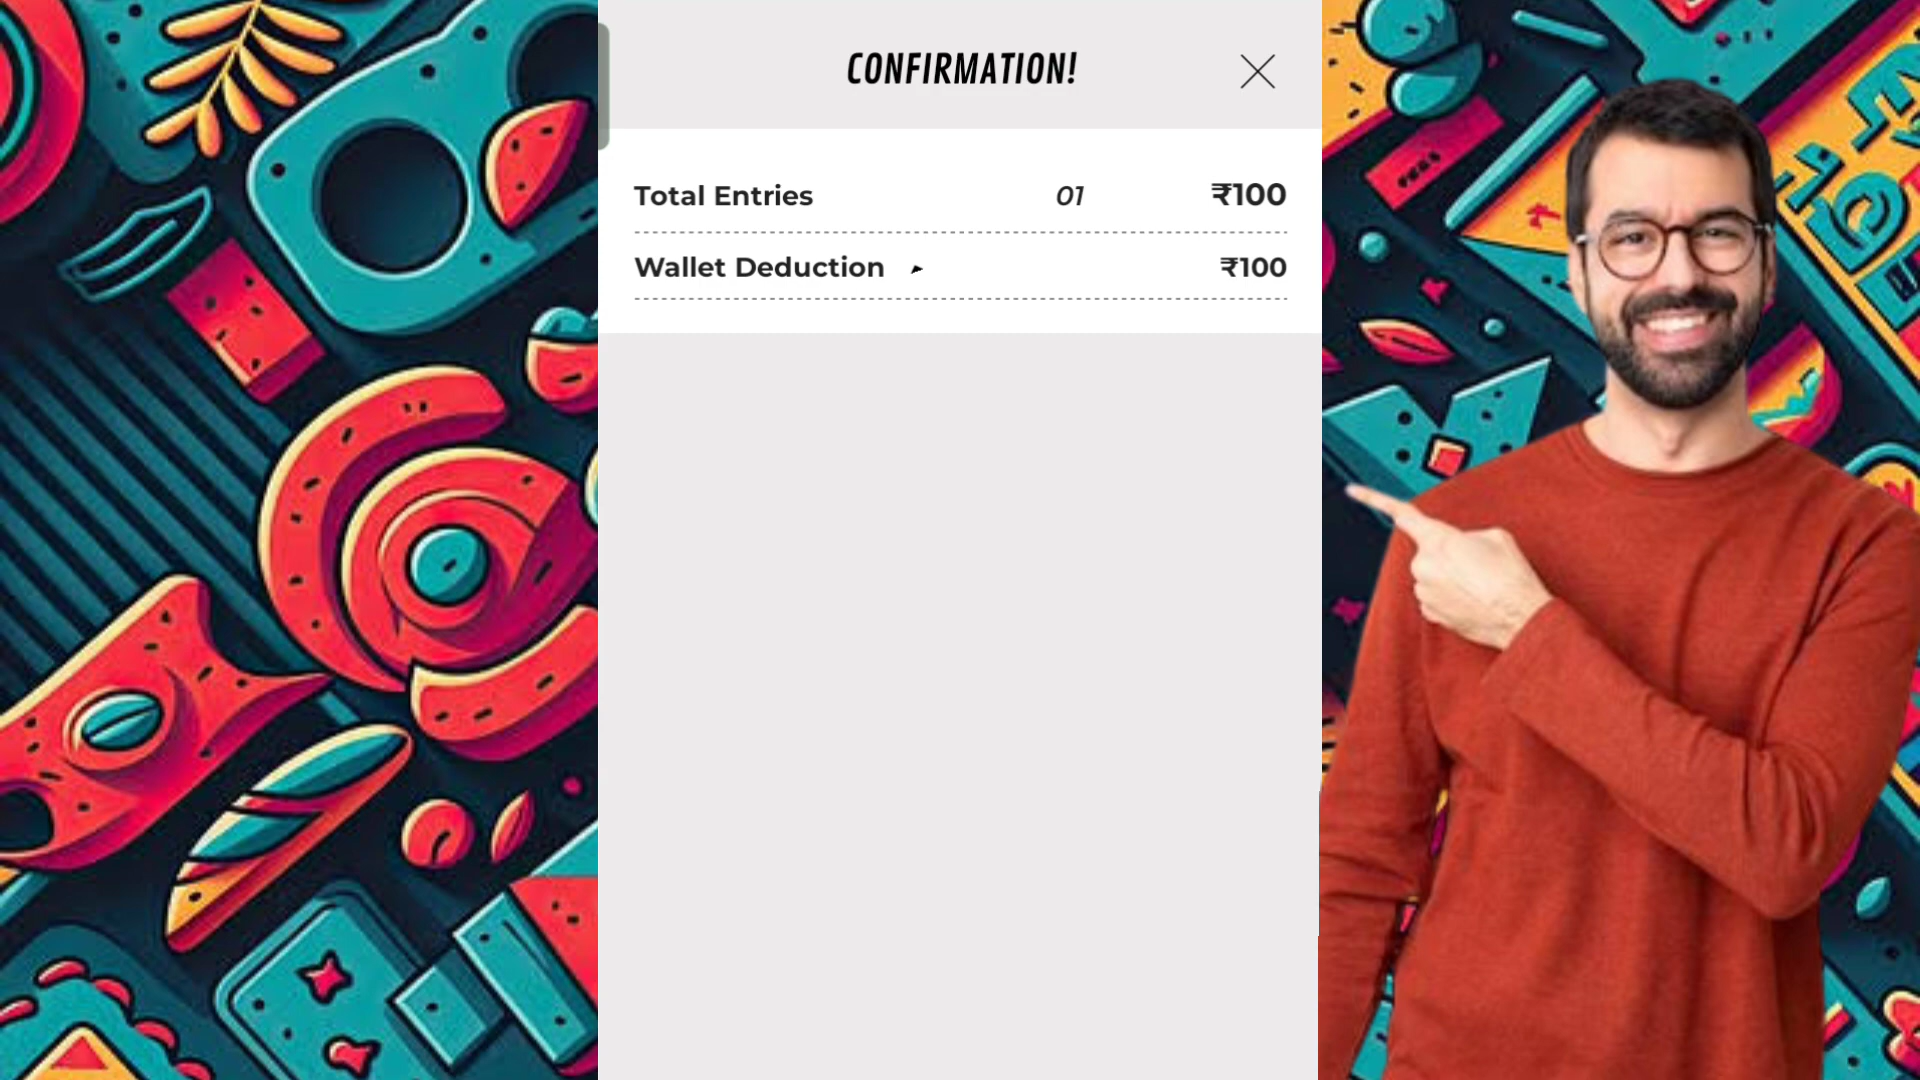 CONFIRMATION!
Total Entries 01 ₹100
Wallet Deduction ₹100